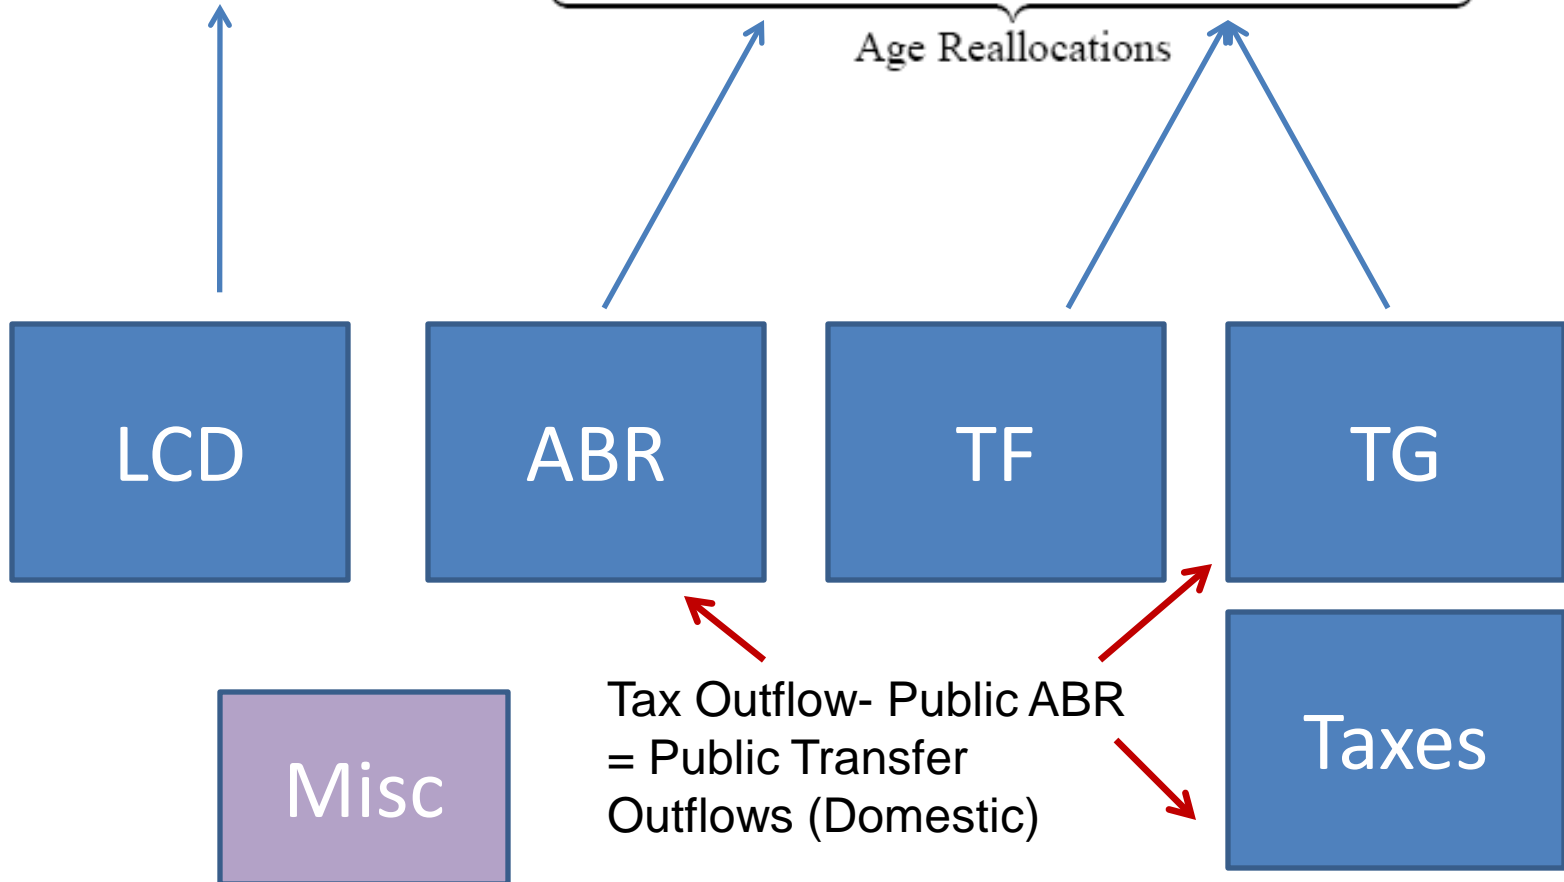 Age Reallocations
LCD
ABR
TF
TG
Tax Outflow- Public ABR
= Public Transfer
Outflows (Domestic)
Taxes
Misc